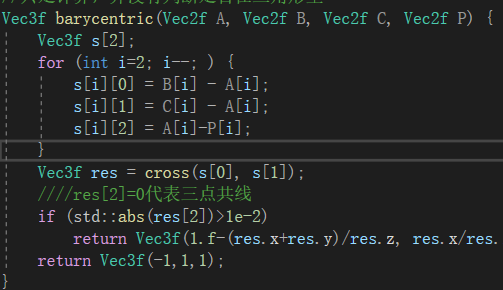 Vec3f barycentric(Vec2f A, Vec2f B, Vec2f C, Vec2f P) {
Vec3f s[2];
for (int i=2; i--; ) {
s[i][0] = B[i] - A[i];
s[i][1] = C[i] - A[i];
s[i][2] = A[i]-P[i];
}
Vec3f res = cross(s[0], s[1]);
////res[2]=0代表三点共线
if (std::abs(res[2])>1e-2)
return Vec3f(1.f-(res.x+res.y)/res.z, res.x/res.
return Vec3f(-1,1,1);
}